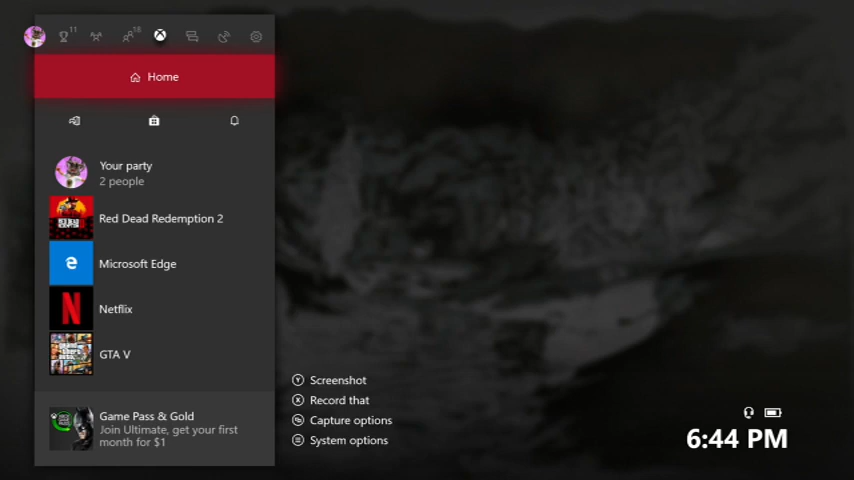 11
18
Home
Your party
2 people
Red Dead Redemption 2
Microsoft Edge
Netflix
GTA V
Game Pass & Gold
Join Ultimate, get your first
month for $1
Y Screenshot
X Record that
Capture options
System options
6:44 PM